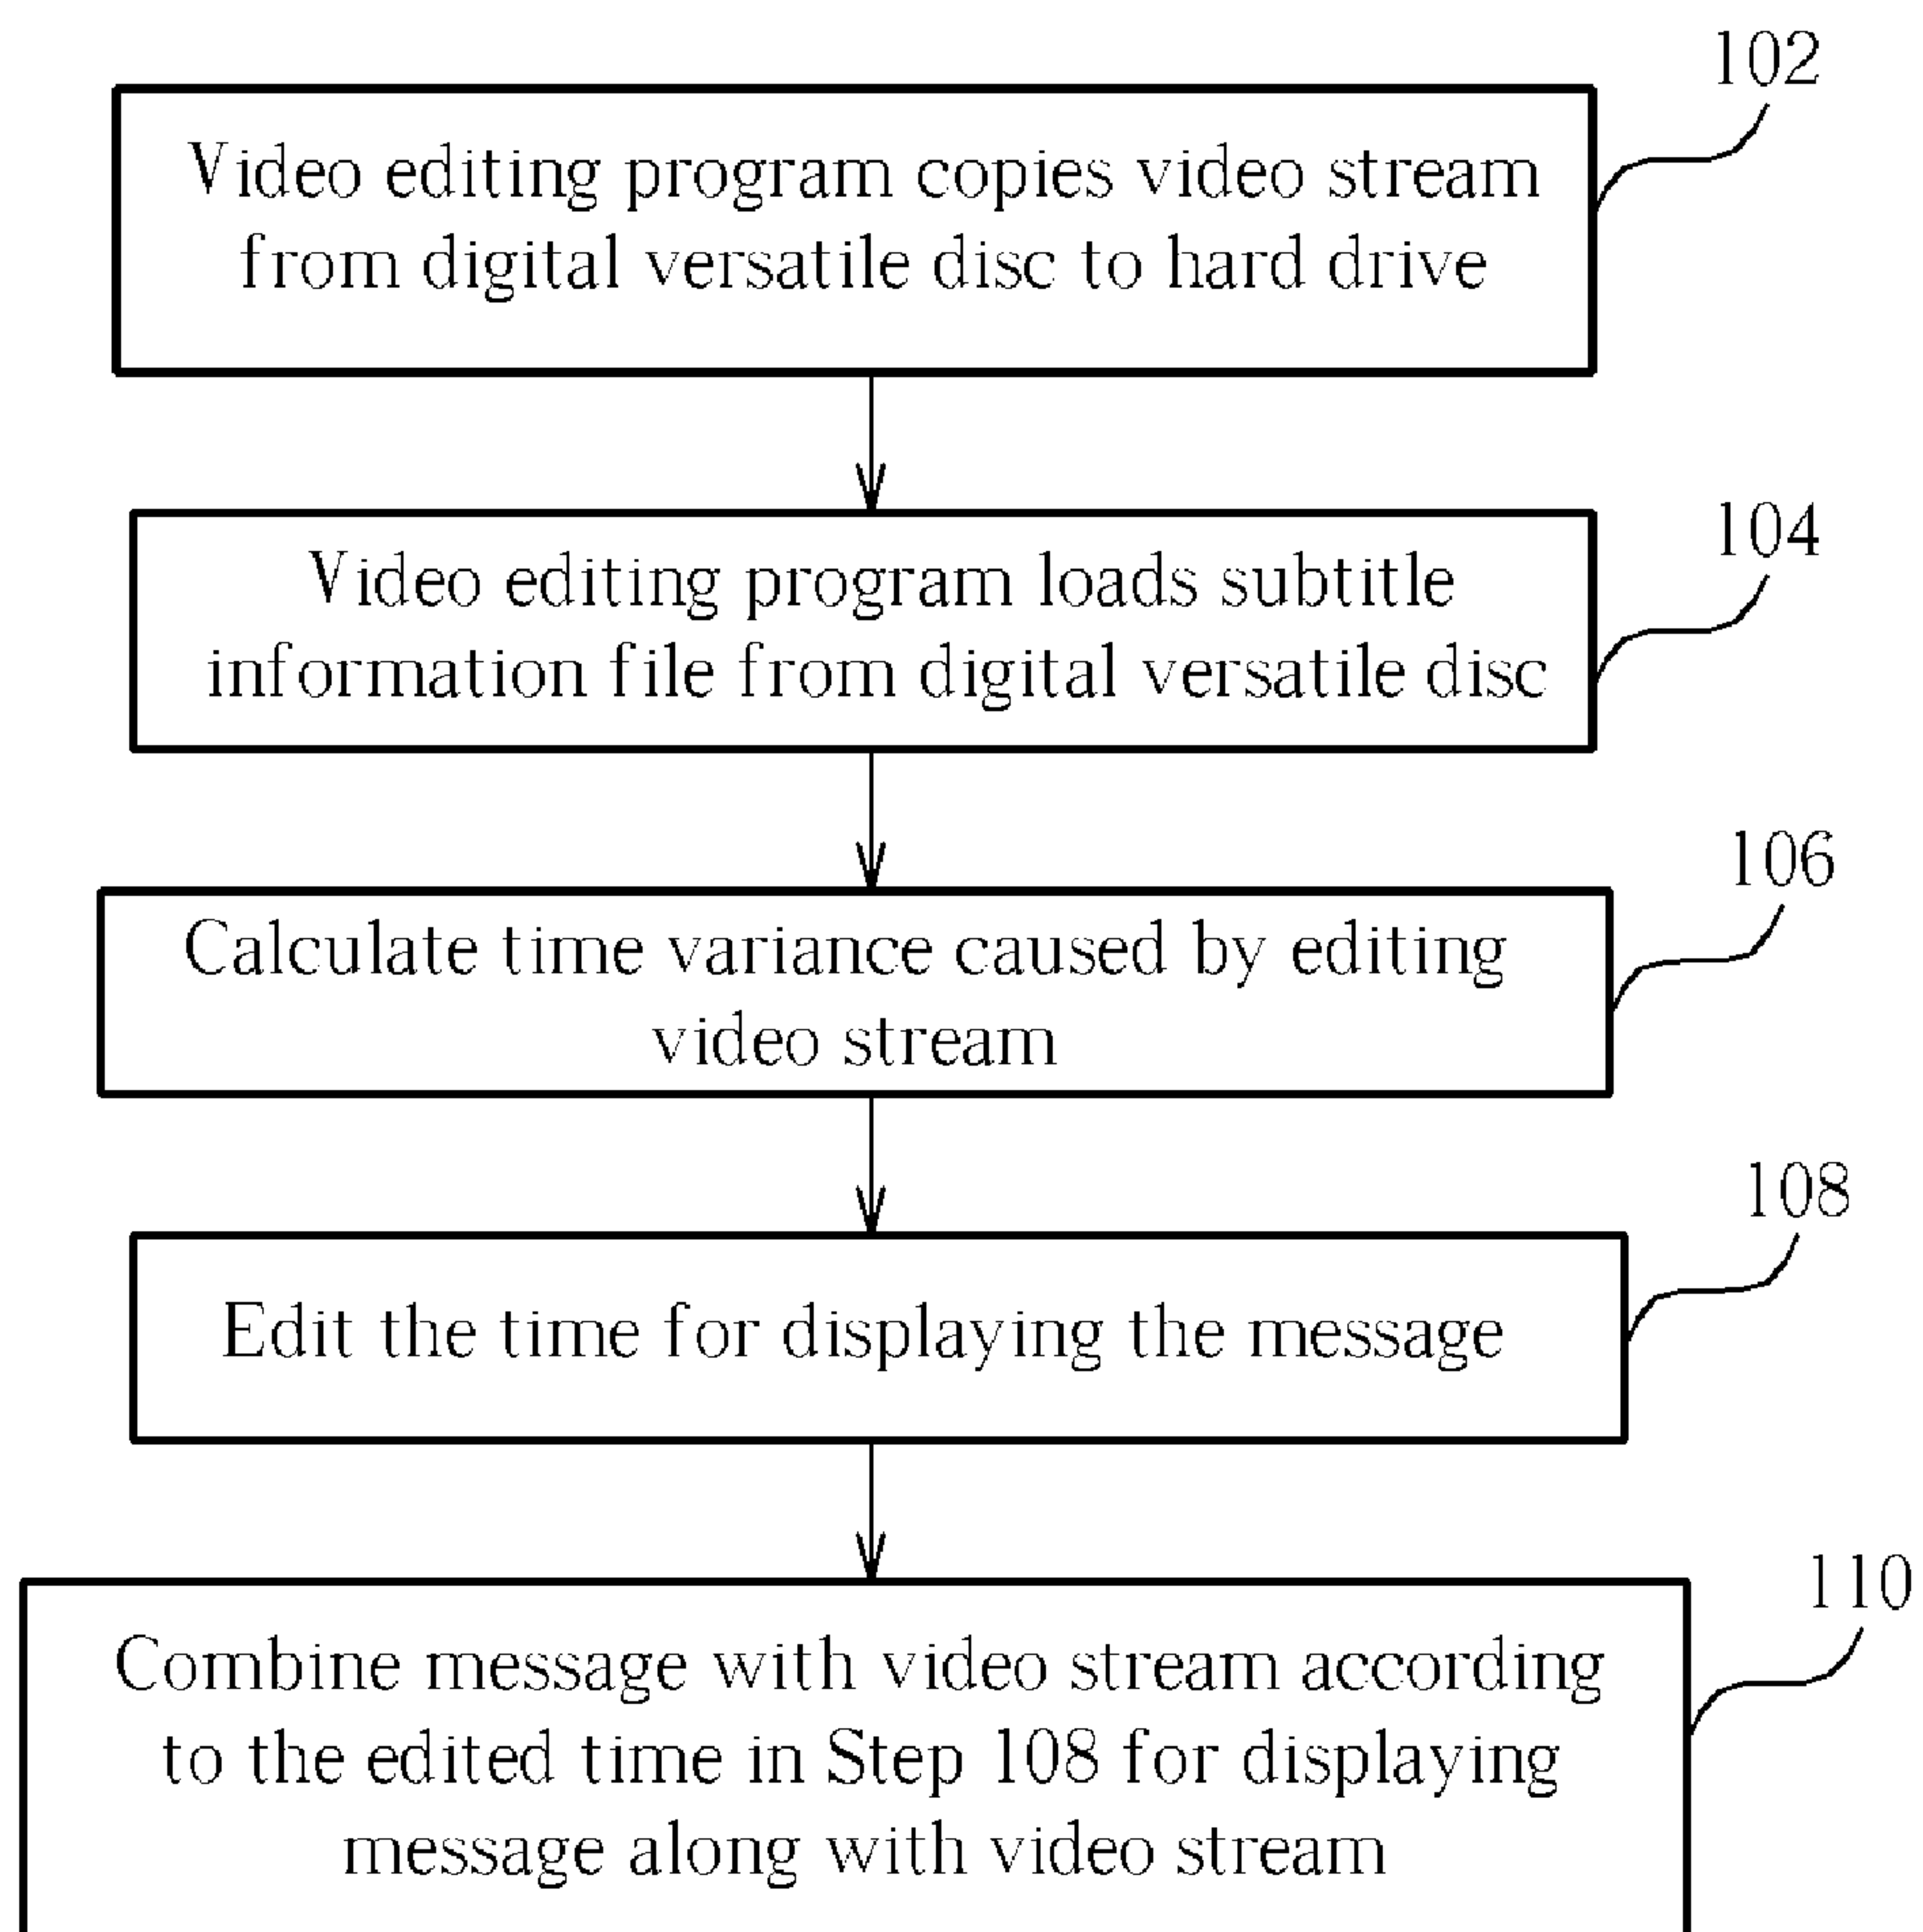 102
Video editing program copies video stream
from digital versatile disc to hard drive
104
Video editing program loads subtitle
information file from digital versatile disc
106
Calculate time variance caused by editing
video stream
108
Edit the time for displaying the message
110
Combine message with video stream according
to the edited time in Step 108 for displaying
message along with video stream